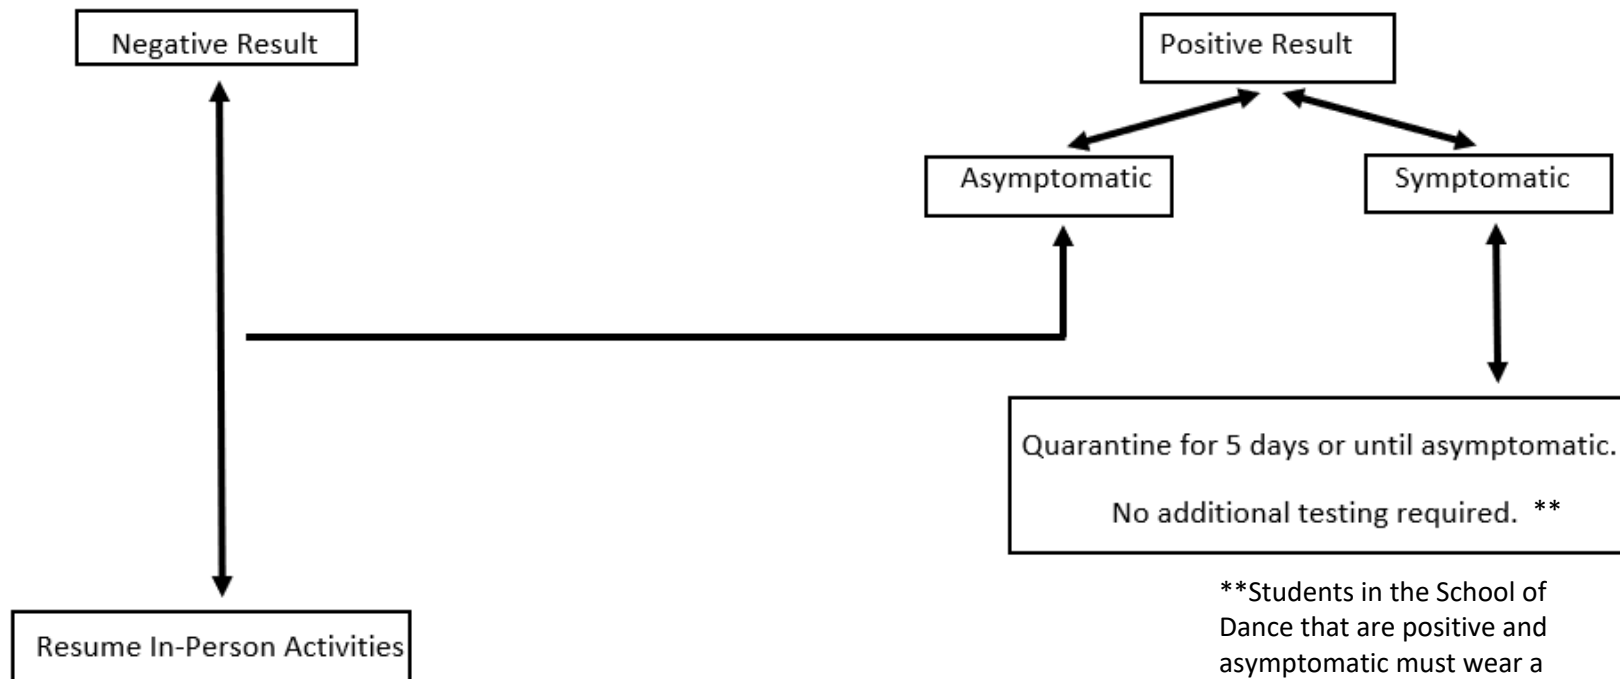 Negative Result
Positive Result
Asymptomatic
Symptomatic
Quarantine for 5 days or until asymptomatic.
No additional testing required. **
**Students in the School of
Dance that are positive and
asymptomatic must wear a
Resume In-Person Activities